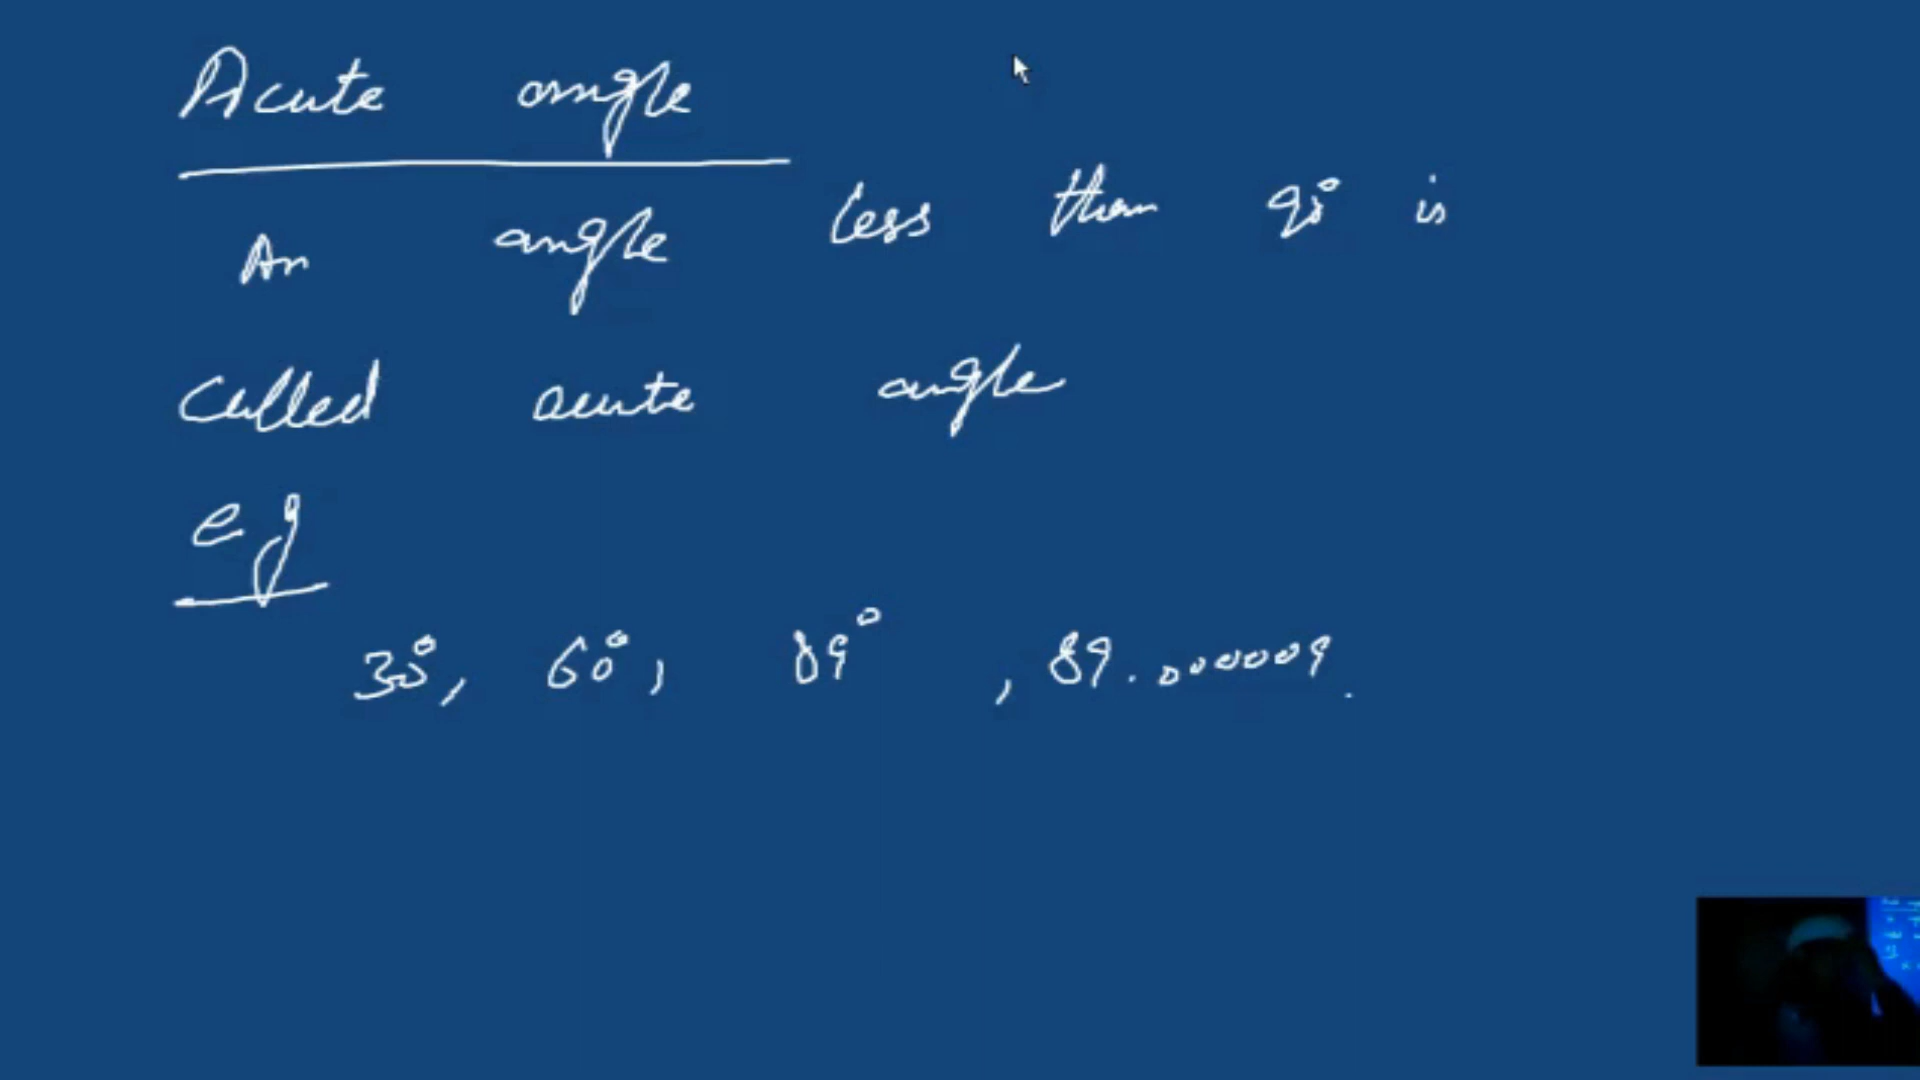 Acute angle
An angle less than 90° is
called acute angle
eg
30°, 60°, 89°, 89.000009.